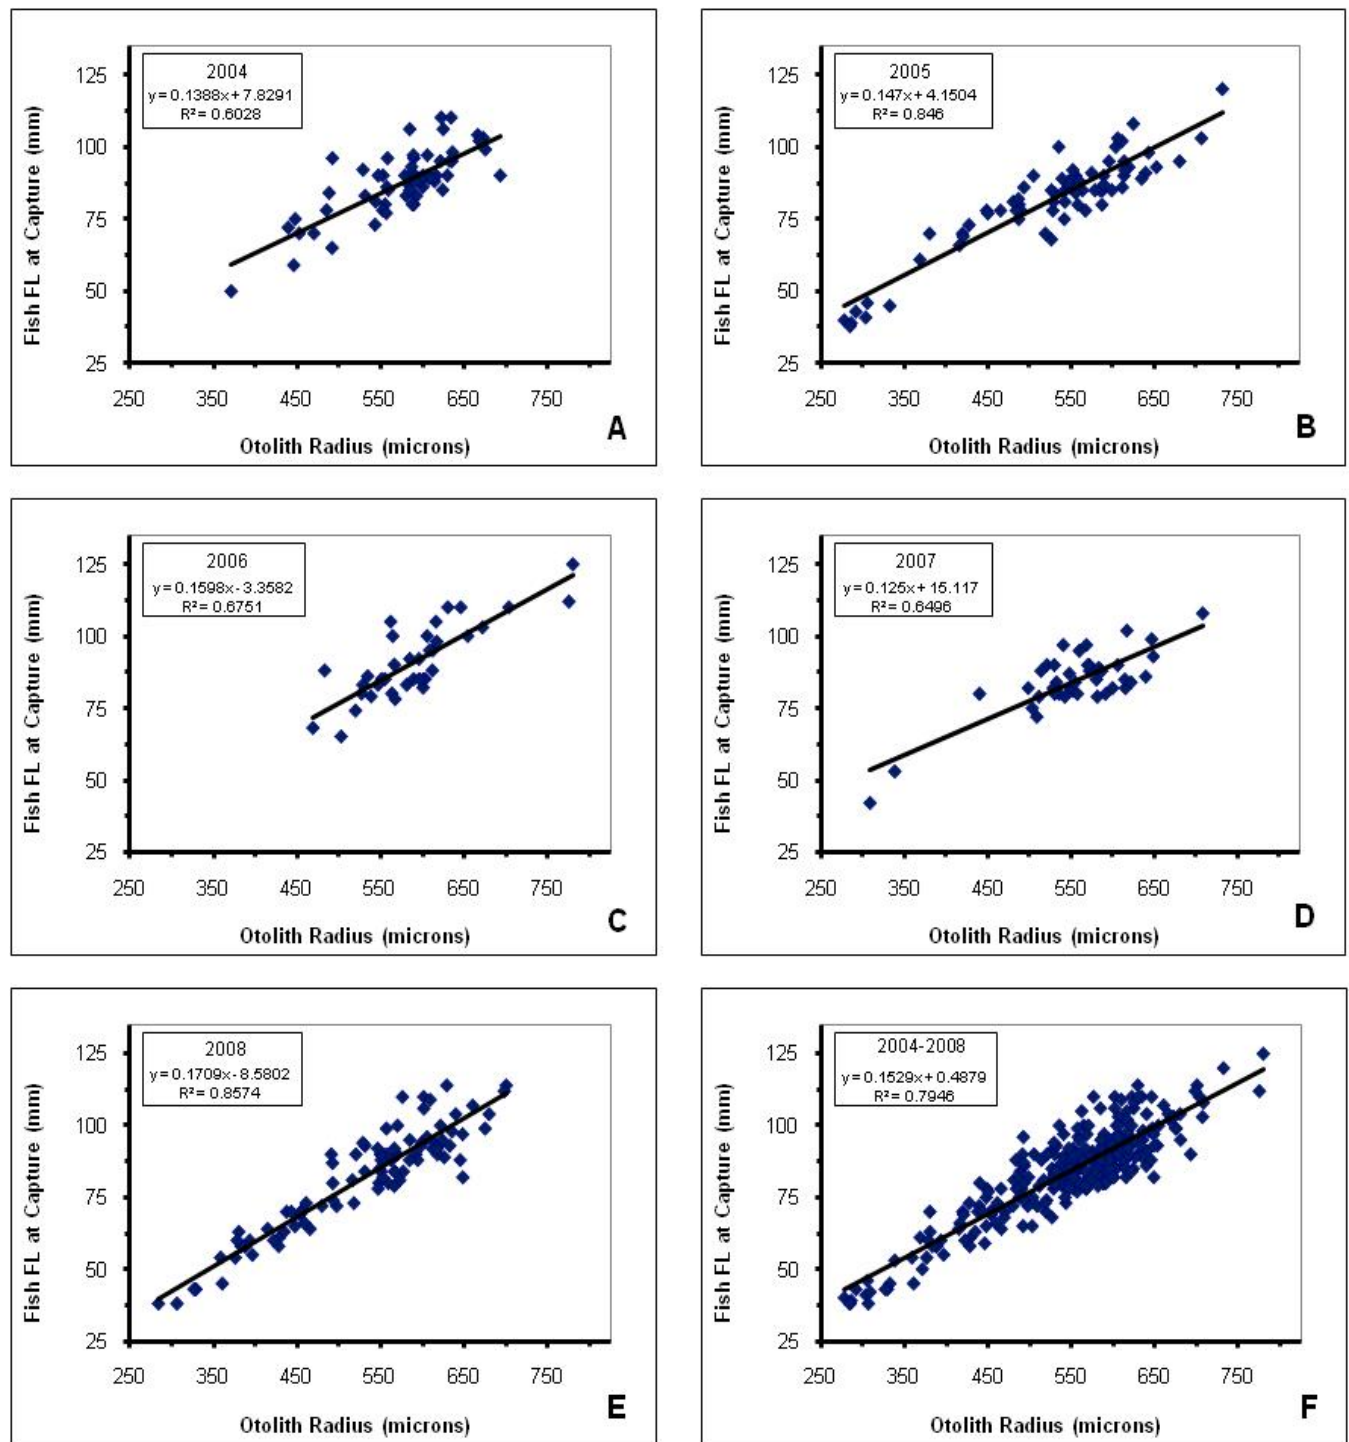 2004
y = 0.1388x + 7.8291
R² = 0.6028
125
100
75
50
25
Fish FL at Capture (mm)
250 350 450 550 650 750
Otolith Radius (microns)
A
2005
y = 0.147x + 4.1504
R² = 0.846
125
100
75
50
25
Fish FL at Capture (mm)
250 350 450 550 650 750
Otolith Radius (microns)
B
2006
y = 0.1598x - 3.3582
R² = 0.6751
125
100
75
50
25
Fish FL at Capture (mm)
250 350 450 550 650 750
Otolith Radius (microns)
C
2007
y = 0.125x + 15.117
R² = 0.6496
125
100
75
50
25
Fish FL at Capture (mm)
250 350 450 550 650 750
Otolith Radius (microns)
D
2008
y = 0.1709x - 8.5802
R² = 0.8574
125
100
75
50
25
Fish FL at Capture (mm)
250 350 450 550 650 750
Otolith Radius (microns)
E
2004-2008
y = 0.1529x + 0.4879
R² = 0.7946
125
100
75
50
25
Fish FL at Capture (mm)
250 350 450 550 650 750
Otolith Radius (microns)
F